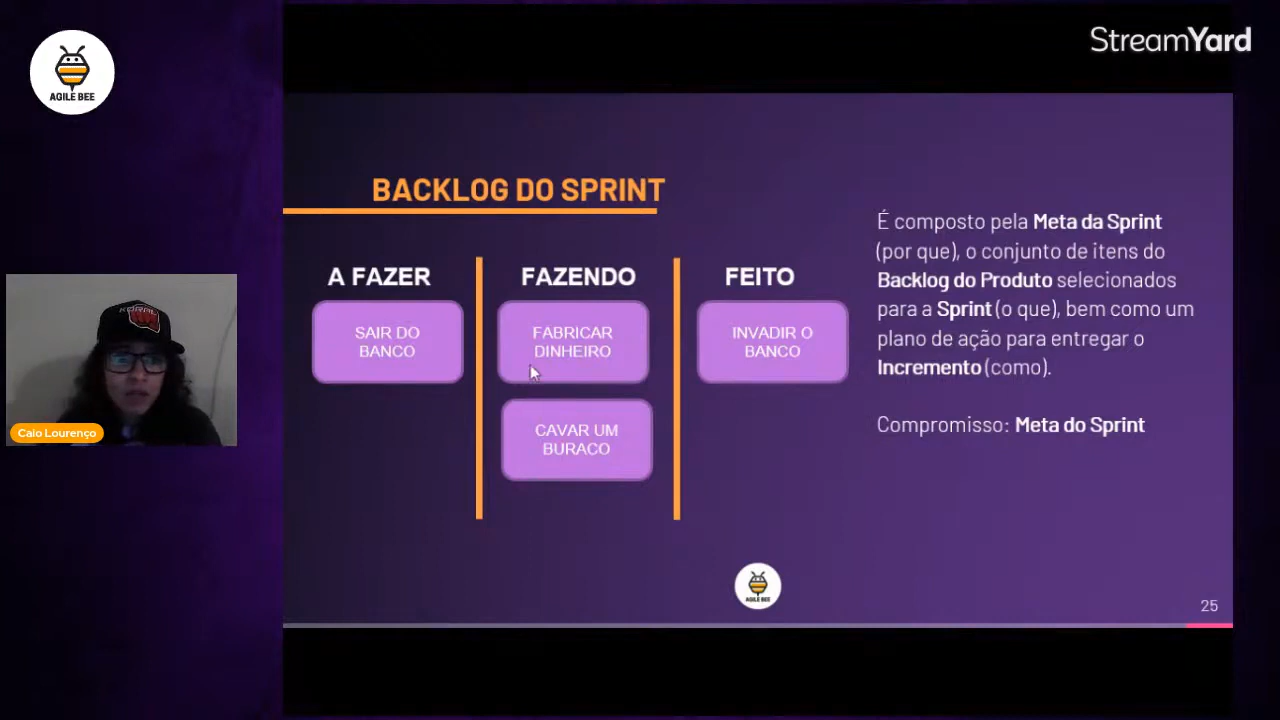 AGILE BEE
StreamYard
BACKLOG DO SPRINT
A FAZER
FAZENDO
FEITO
SAIR DO
BANCO
FABRICAR
DINHEIRO
CAVAR UM
BURACO
INVADIR O
BANCO
É composto pela Meta da Sprint
(por que), o conjunto de itens do
Backlog do Produto selecionados
para a Sprint (o que), bem como um
plano de ação para entregar o
Incremento (como).
Compromisso: Meta do Sprint
KORAL
Caio Lourenço
AGILE BEE
25